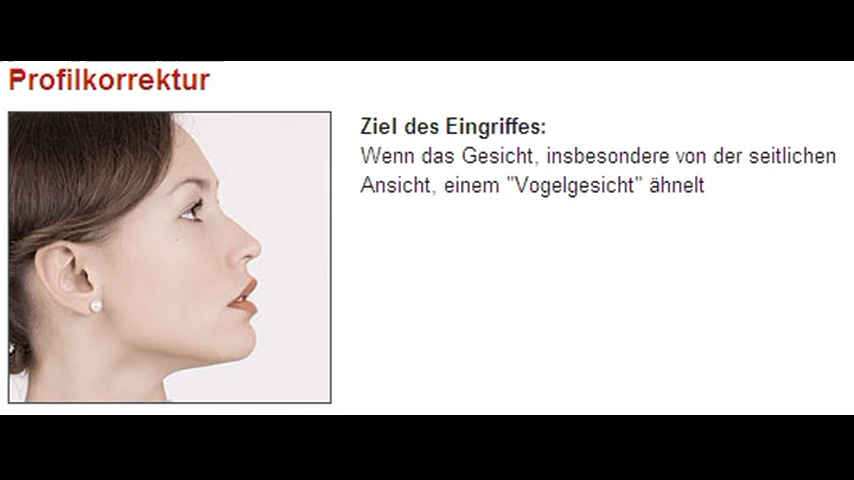 Profilkorrektur
Ziel des Eingriffes:
Wenn das Gesicht, insbesondere von der seitlichen
Ansicht, einem "Vogelgesicht" ähnelt